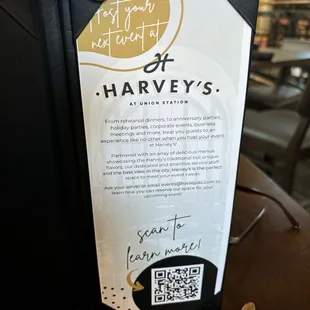 Host your
next event at
H
HARVEY'S
AT UNION STATION
From rehearsal dinners, to anniversary parties,
holiday parties, corporate events, business
meetings and more, treat you guests to an
experience like no other when you host your event
at Harvey's!
Partnered with an array of delicious menus
showcasing the Harvey's traditional but unique
flavors, our dedicated and attentive service staff
and the best view in the city, Harvey's is the perfect
space to meet your event needs.
Ask your server or email events@harveyskc.com to
learn how you can reserve our space for your
upcoming event!
scan to
learn more!